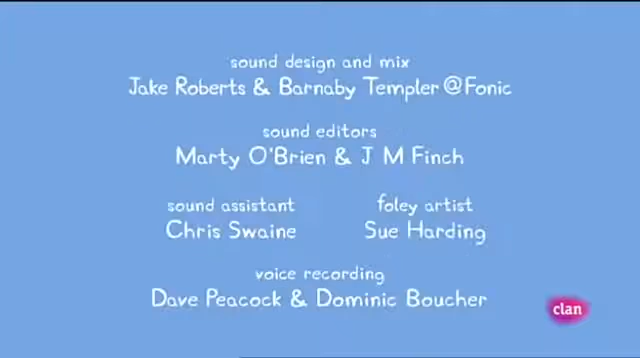 sound design and mix
Jake Roberts & Barnaby Templer @Fonic
sound editors
Marty O'Brien & J M Finch
sound assistant
Chris Swaine
foley artist
Sue Harding
voice recording
Dave Peacock & Dominic Boucher
clan